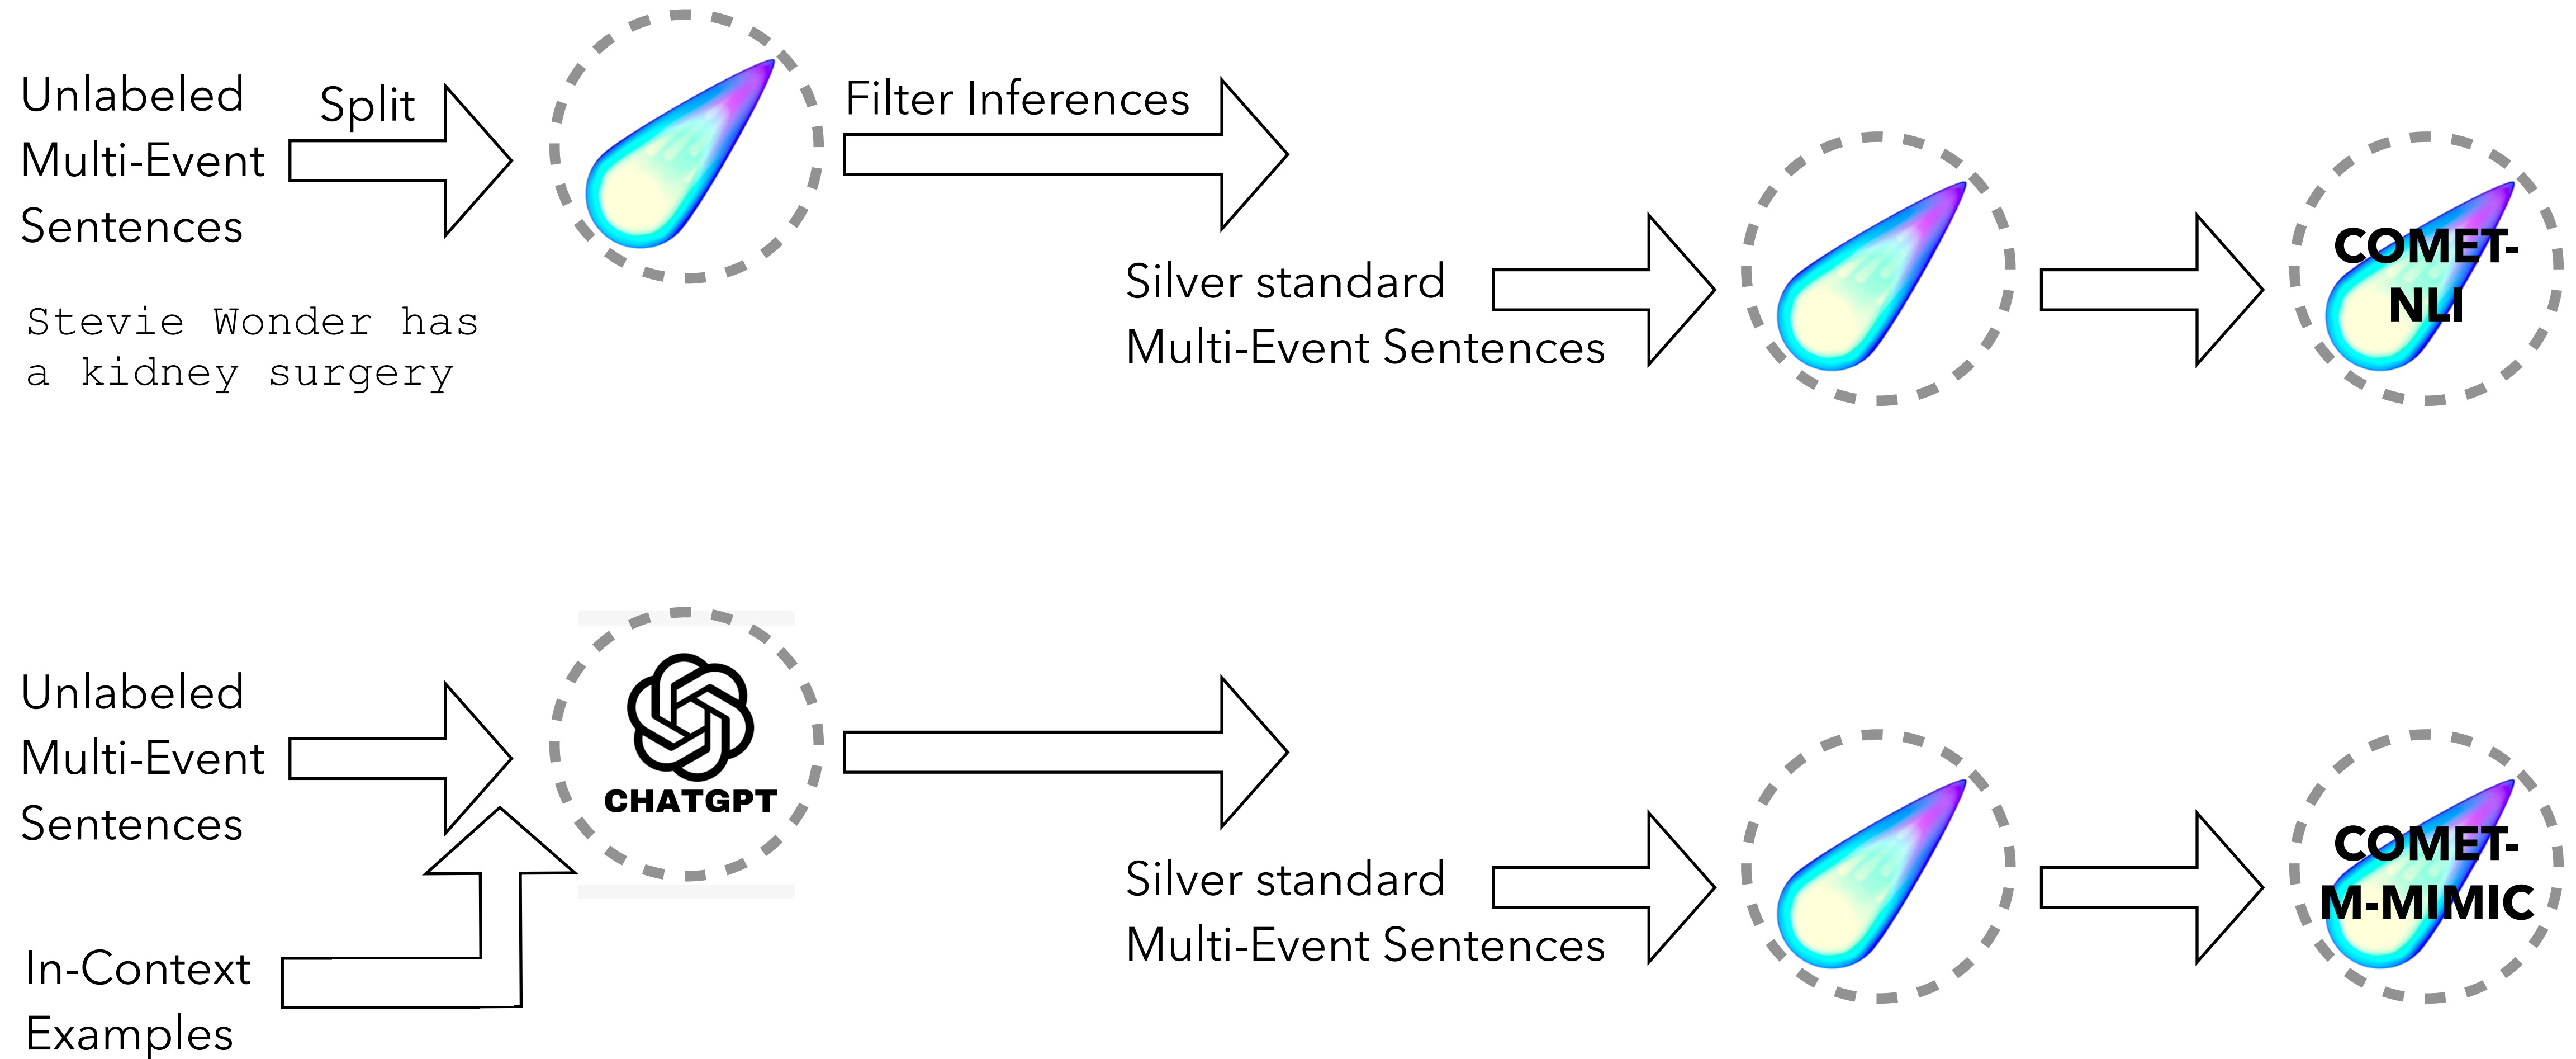 Unlabeled
Multi-Event
Sentences
Split
Filter Inferences
Stevie Wonder has
a kidney surgery
Silver standard
Multi-Event Sentences
COMET-
NLI
Unlabeled
Multi-Event
Sentences
CHATGPT
In-Context
Examples
Silver standard
Multi-Event Sentences
COMET-
M-MIMIC